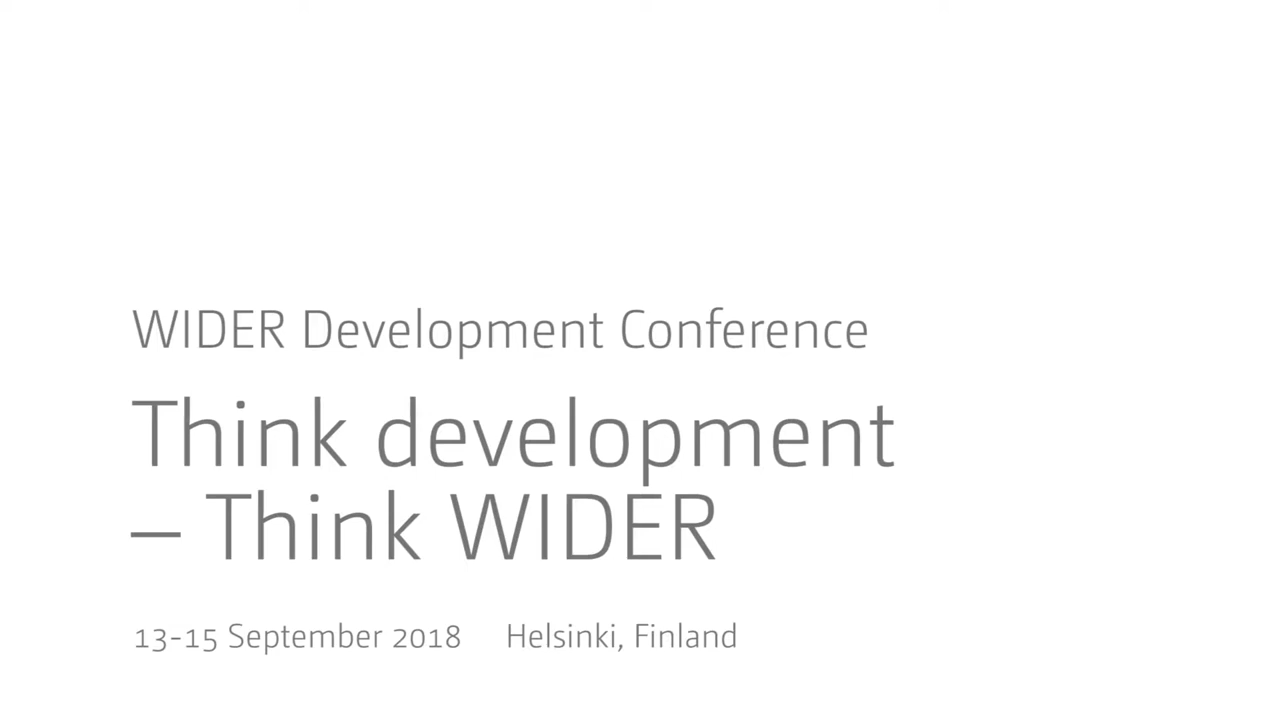 WIDER Development Conference
Think development
– Think WIDER
13-15 September 2018 Helsinki, Finland